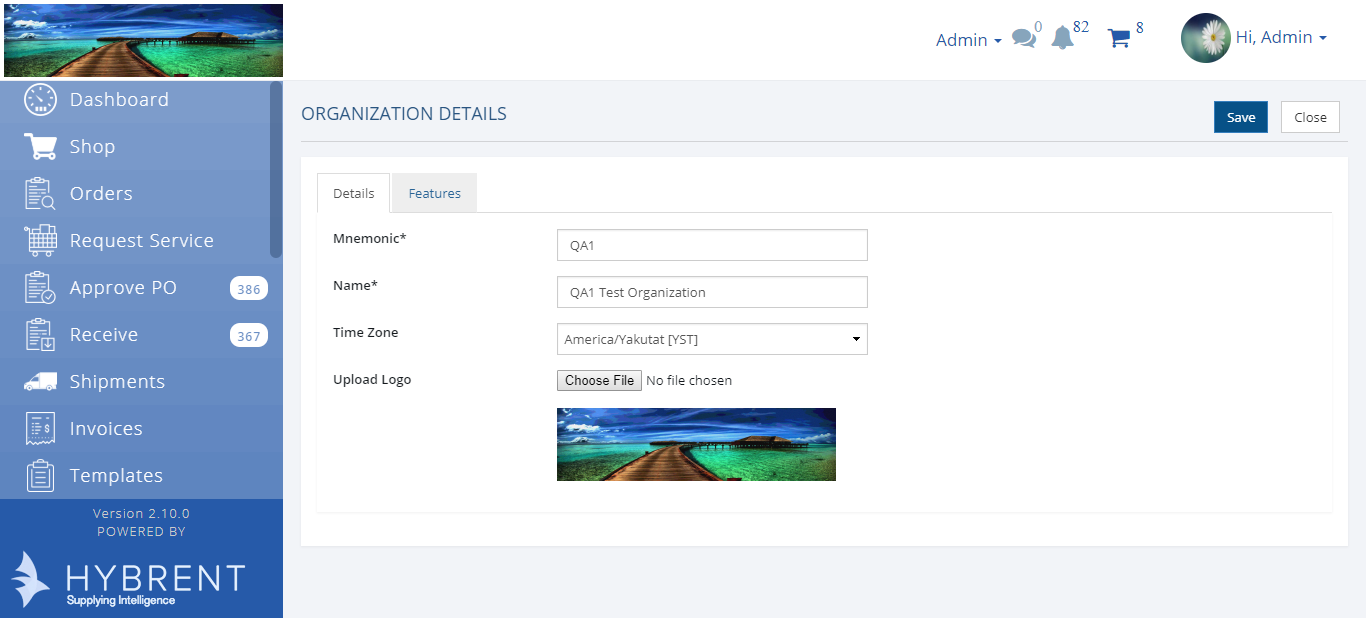 Admin
0
82
8
Hi, Admin
Dashboard
Shop
Orders
Request Service
Approve PO 386
Receive 367
Shipments
Invoices
Templates
Version 2.10.0
POWERED BY
HYBRENT
Supplying Intelligence
ORGANIZATION DETAILS
Save Close
Details Features
Mnemonic* QA1
Name* QA1 Test Organization
Time Zone America/Yakutat [YST]
Upload Logo Choose File No file chosen